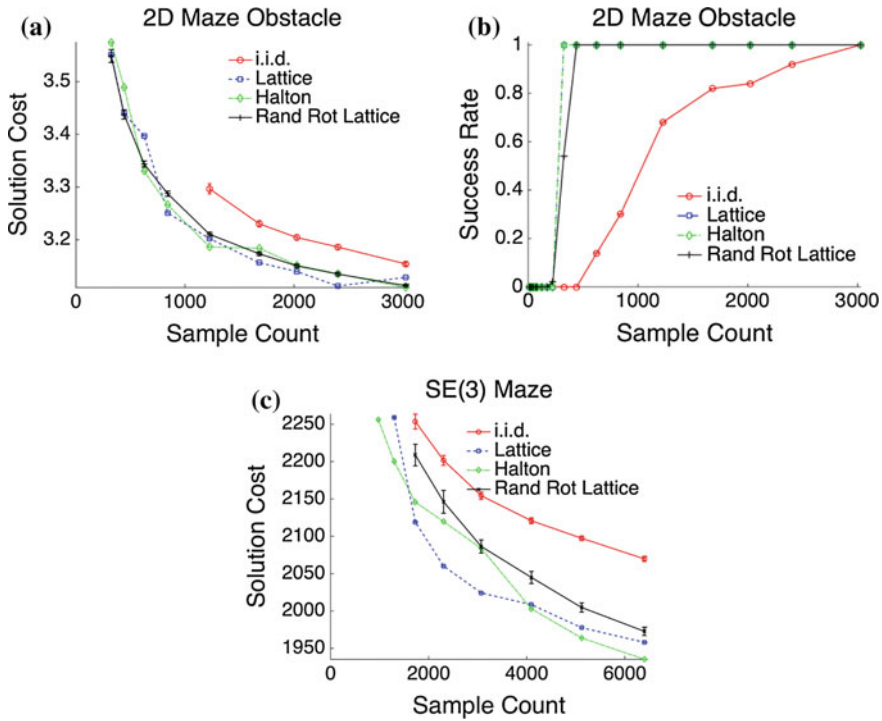 (a)
2D Maze Obstacle
Solution Cost
3.5
3.4
3.3
3.2
i.i.d.
Lattice
Halton
Rand Rot Lattice
0
1000
2000
3000
Sample Count
(b)
2D Maze Obstacle
Success Rate
1
0.8
0.6
0.4
0.2
0
i.i.d.
Lattice
Halton
Rand Rot Lattice
0
1000
2000
3000
Sample Count
(c)
SE(3) Maze
Solution Cost
2250
2200
2150
2100
2050
2000
1950
i.i.d.
Lattice
Halton
Rand Rot Lattice
0
2000
4000
6000
Sample Count